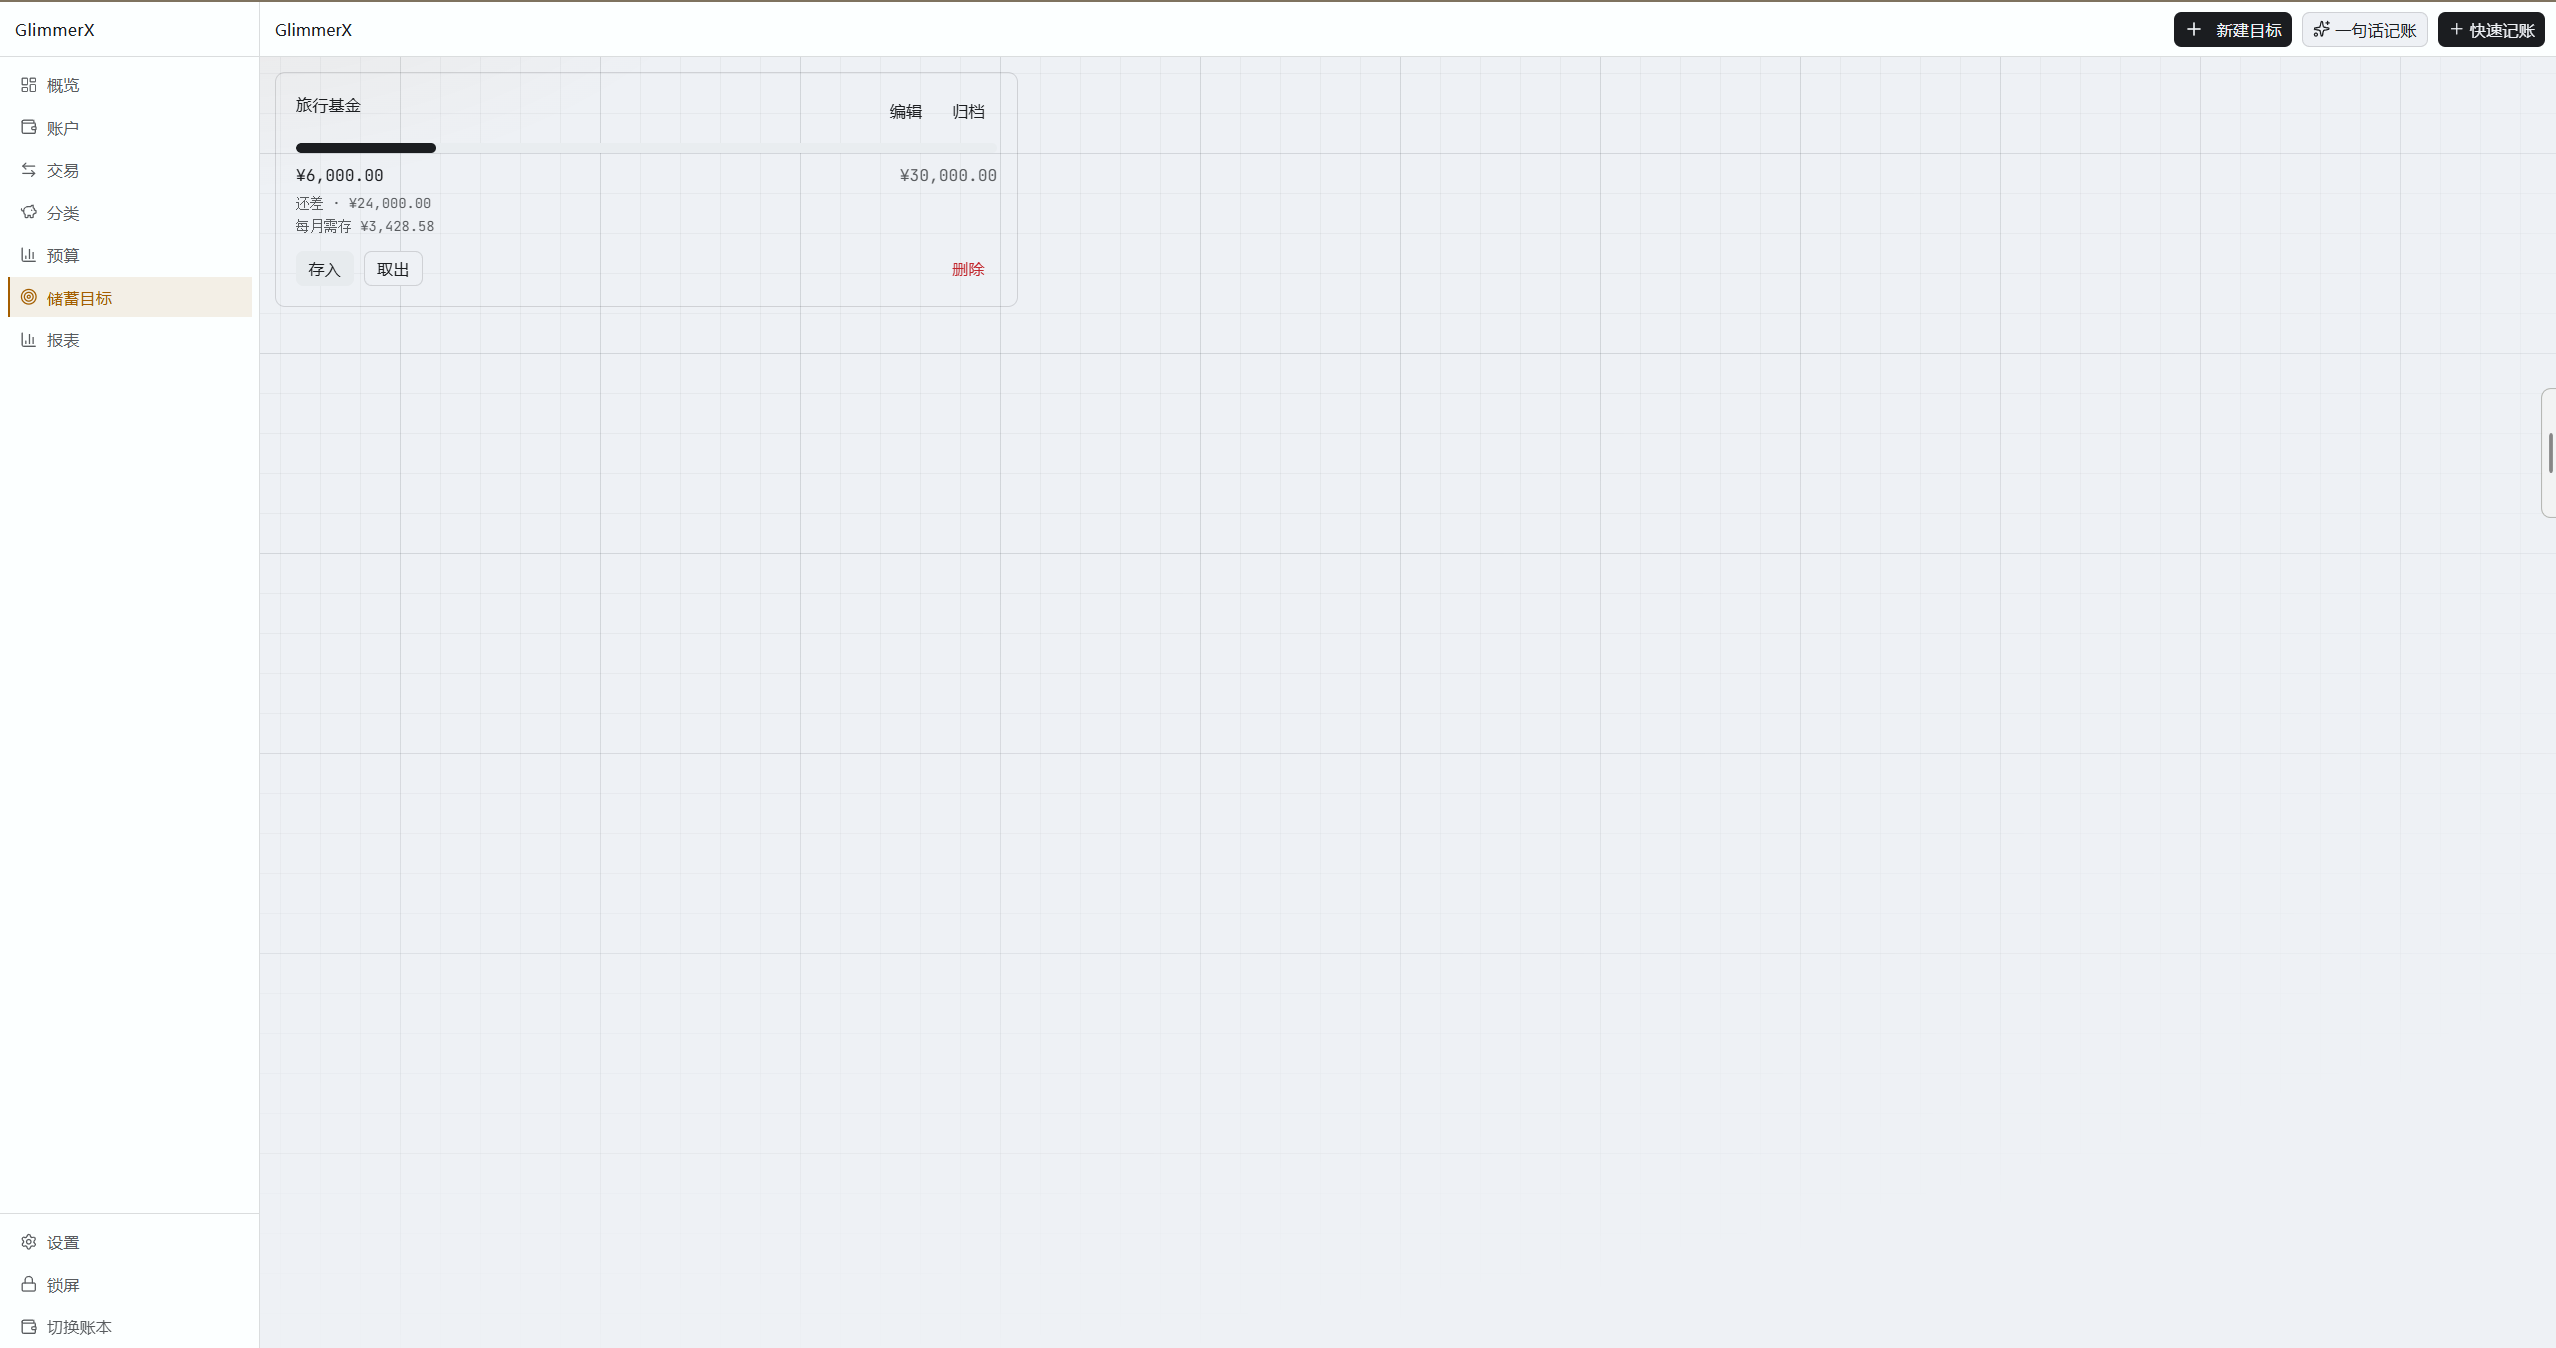 GlimmerX
概览
账户
交易
分类
预算
储蓄目标
报表
设置
锁屏
切换账本
GlimmerX
新建目标
一句话记账
快速记账
旅行基金
编辑 归档
¥6,000.00 ¥30,000.00
还差 · ¥24,000.00
每月需存 ¥3,428.58
存入 取出 删除